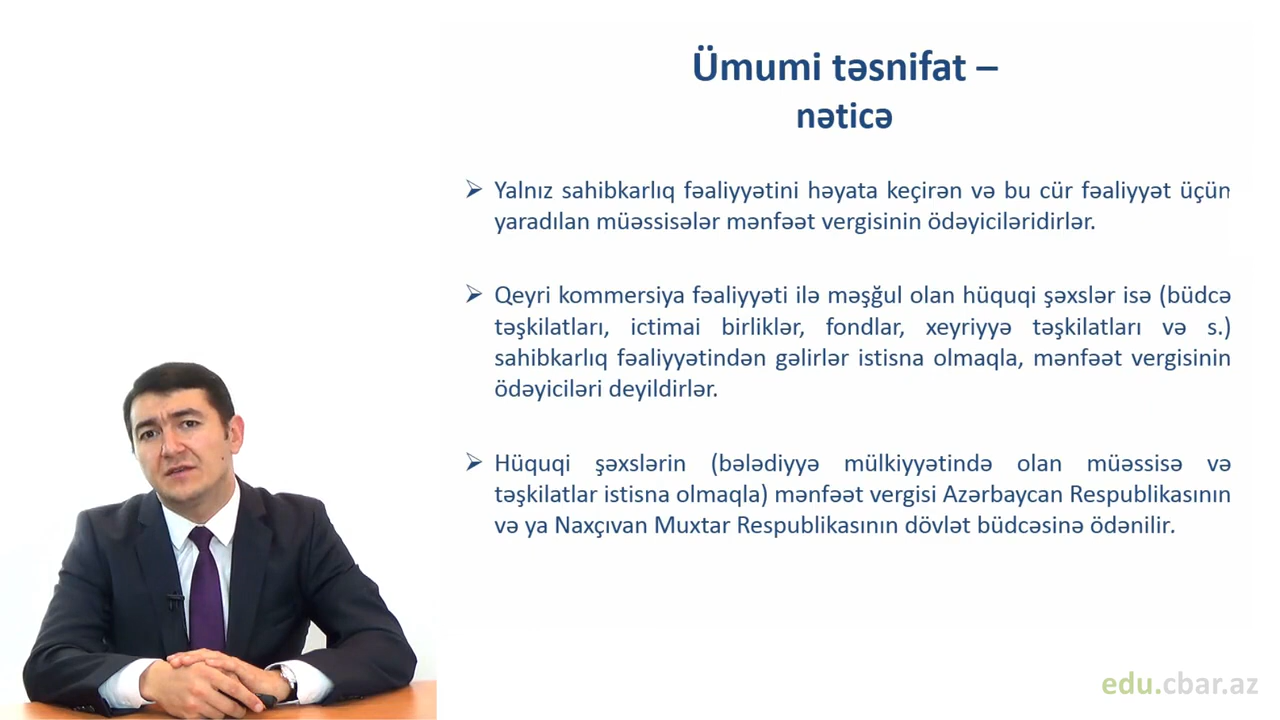 Ümumi təsnifat –
nəticə
➢ Yalnız sahibkarlıq fəaliyyətini həyata keçirən və bu cür fəaliyyət üçün
yaradılan müəssisələr mənfəət vergisinin ödəyiciləridirlər.
➢ Qeyri kommersiya fəaliyyəti ilə məşğul olan hüquqi şəxslər isə (büdcə
təşkilatları, ictimai birliklər, fondlar, xeyriyyə təşkilatları və s.)
sahibkarlıq fəaliyyətindən gəlirlər istisna olmaqla, mənfəət vergisinin
ödəyiciləri deyildirlər.
➢ Hüquqi şəxslərin (bələdiyyə mülkiyyətində olan müəssisə və
təşkilatlar istisna olmaqla) mənfəət vergisi Azərbaycan Respublikasının
və ya Naxçıvan Muxtar Respublikasının dövlət büdcəsinə ödənilir.
edu.cbar.az